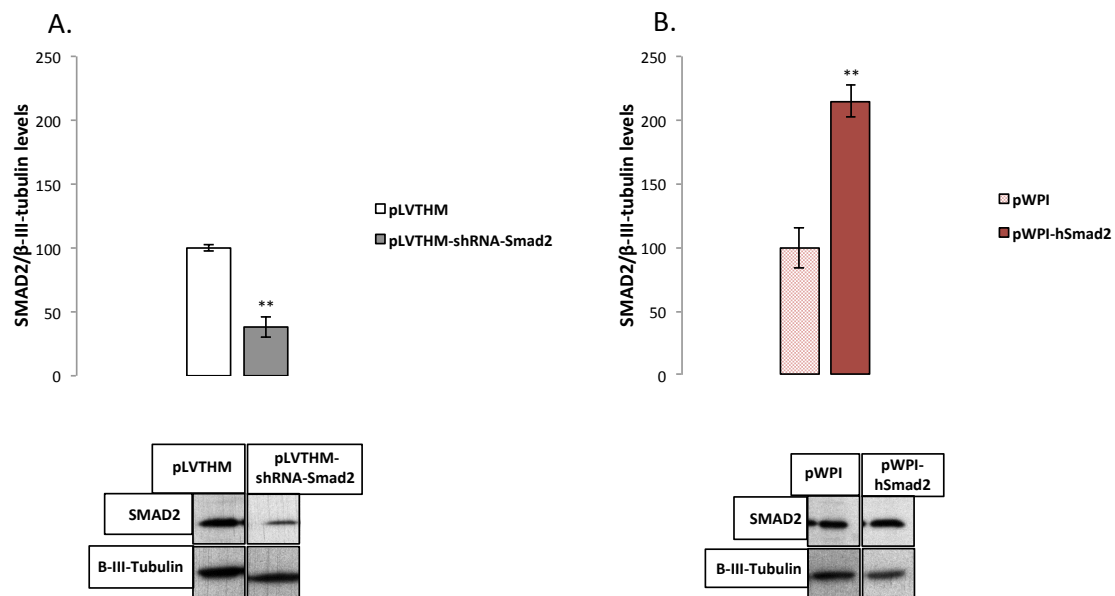 A.
250
200
150
100
50
0
SMAD2/β-III-tubulin levels
**
pLVTHM
pLVTHM-shRNA-Smad2
pLVTHM
pLVTHM-
shRNA-Smad2
SMAD2
B-III-Tubulin
B.
250
200
150
100
50
0
SMAD2/β-III-tubulin levels
**
pWPI
pWPI-hSmad2
pWPI
pWPI-
hSmad2
SMAD2
B-III-Tubulin